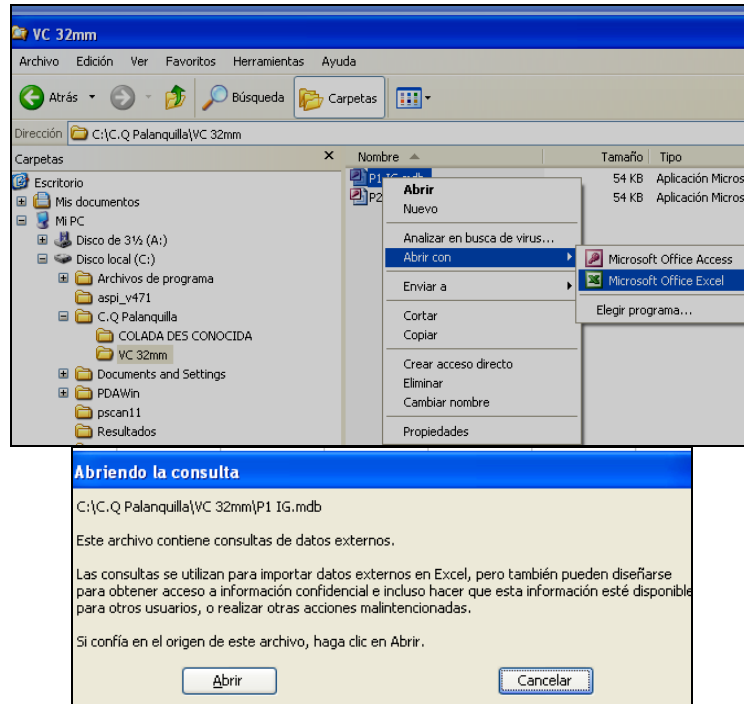 VC 32mm
Archivo Edición Ver Favoritos Herramientas Ayuda
Atrás Búsqueda Carpetas
Dirección C:\C.Q Palanquilla\VC 32mm
Carpetas X
Escritorio
Mis documentos
Mi PC
Disco de 3½ (A:)
Disco local (C:)
Archivos de programa
aspi_v471
C.Q Palanquilla
COLADA DES CONOCIDA
VC 32mm
Documents and Settings
PDAWin
pscan11
Resultados
Nombre Tamaño Tipo
P1 IG.mdb 54 KB Aplicación Micros
P2 54 KB Aplicación Micros
Abrir
Nuevo
Analizar en busca de virus...
Abrir con
Enviar a
Cortar
Copiar
Crear acceso directo
Eliminar
Cambiar nombre
Propiedades
Microsoft Office Access
Microsoft Office Excel
Elegir programa...
Abriendo la consulta
C:\C.Q Palanquilla\VC 32mm\P1 IG.mdb
Este archivo contiene consultas de datos externos.
Las consultas se utilizan para importar datos externos en Excel, pero también pueden diseñarse
para obtener acceso a información confidencial e incluso hacer que esta información esté disponible
para otros usuarios, o realizar otras acciones malintencionadas.
Si confía en el origen de este archivo, haga clic en Abrir.
Abrir Cancelar